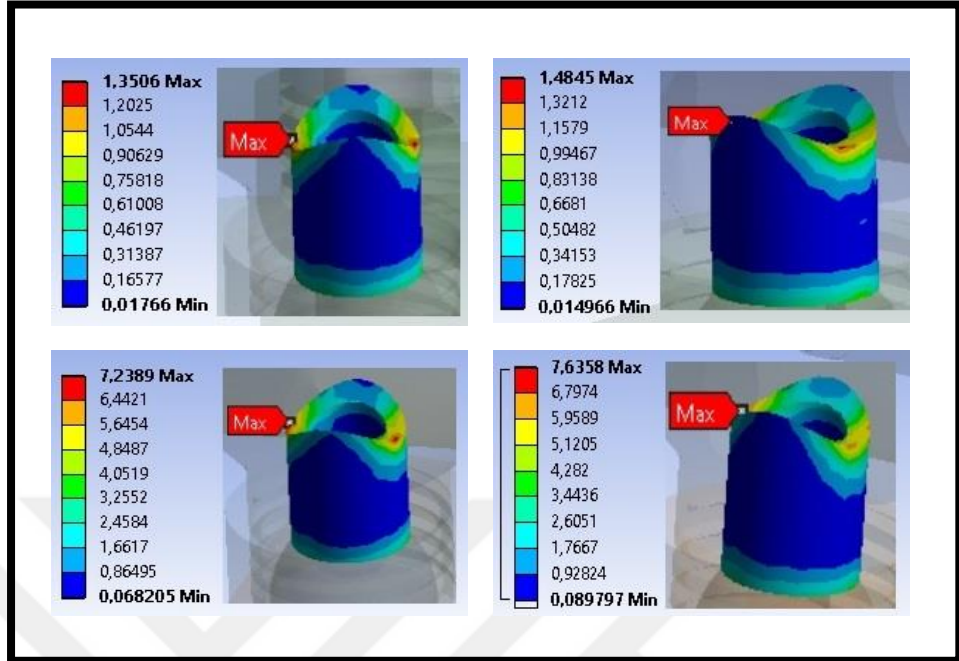 1,3506 Max
1,2025
1,0544
0,90629
0,75818
0,61008
0,46197
0,31387
0,16577
0,01766 Min
Max
1,4845 Max
1,3212
1,1579
0,99467
0,83138
0,6681
0,50482
0,34153
0,17825
0,014966 Min
Max
7,2389 Max
6,4421
5,6454
4,8487
4,0519
3,2552
2,4584
1,6617
0,86495
0,068205 Min
Max
7,6358 Max
6,7974
5,9589
5,1205
4,282
3,4436
2,6051
1,7667
0,92824
0,089797 Min
Max